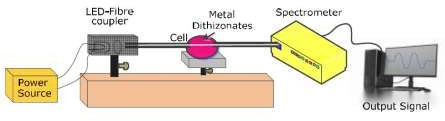 LED-Fibre
coupler
Metal
Dithizonates
Cell
Spectrometer
Power
Source
Output Signal